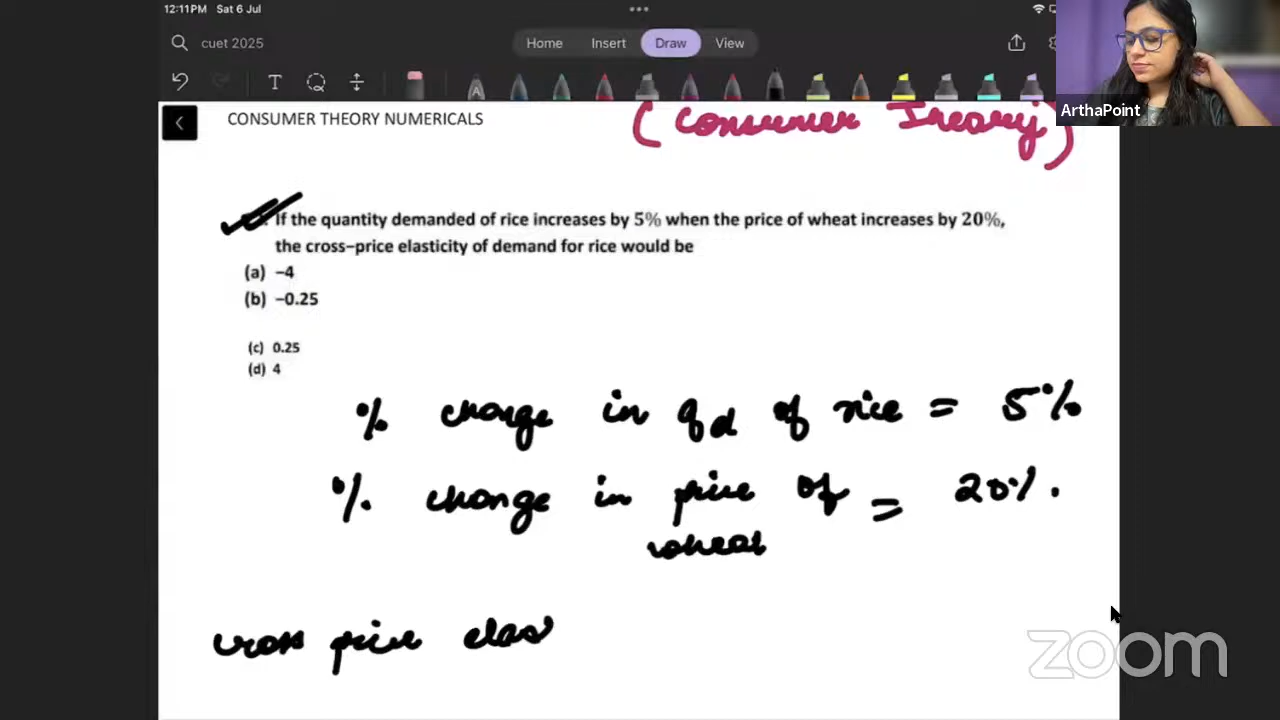 12:11PM Sat 6 Jul
cuet 2025
Home Insert Draw View
T
A
ArthaPoint
CONSUMER THEORY NUMERICALS
(Consumer Theory)
If the quantity demanded of rice increases by 5% when the price of wheat increases by 20%,
the cross-price elasticity of demand for rice would be
(a) -4
(b) -0.25
(c) 0.25
(d) 4
% change in qd of rice = 5%
% change in price of = 20%.
wheat
cross price elas
zoom